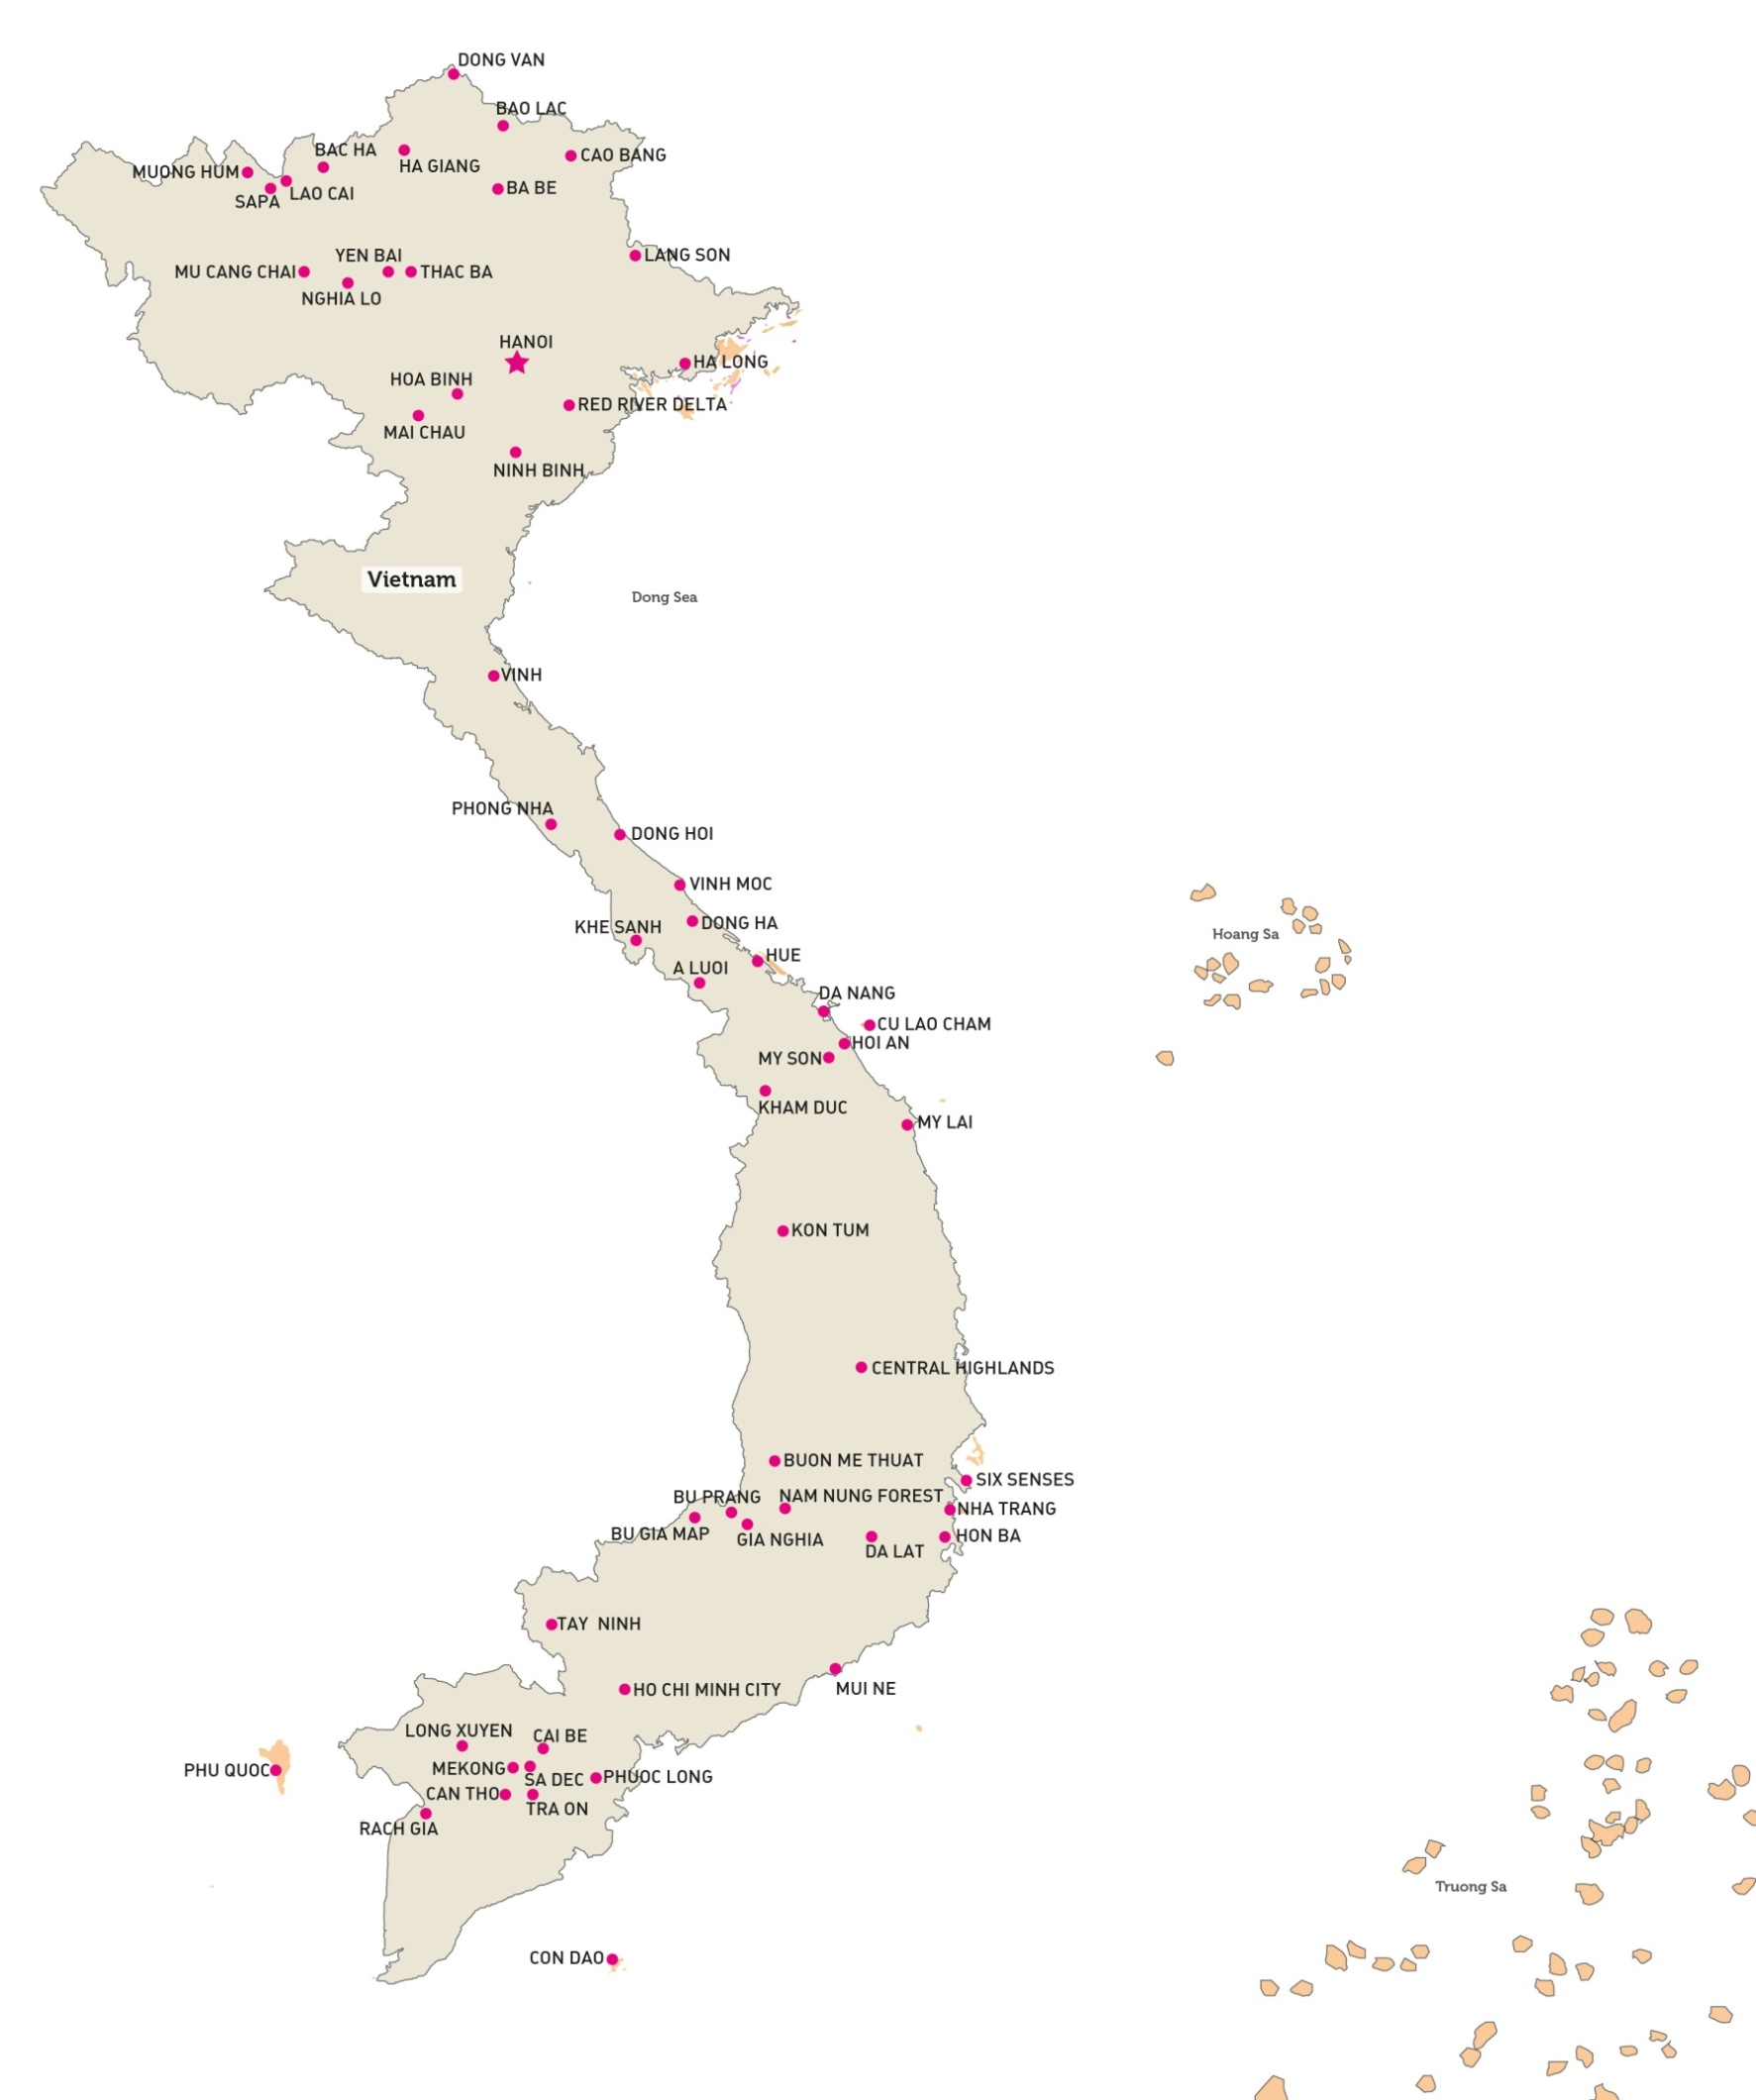 DONG VAN
BAO LAC
BAC HA
HA GIANG
CAO BANG
MUONG HUM
SAPA
LAO CAI
BA BE
LANG SON
YEN BAI
MU CANG CHAI
THAC BA
NGHIA LO
HANOI
HA LONG
HOA BINH
RED RIVER DELTA
MAI CHAU
NINH BINH
Vietnam
Dong Sea
VINH
PHONG NHA
DONG HOI
VINH MOC
KHE SANH
DONG HA
Hoang Sa
HUE
A LUOI
DA NANG
CU LAO CHAM
HOI AN
MY SON
KHAM DUC
MY LAI
KON TUM
CENTRAL HIGHLANDS
BUON ME THUAT
SIX SENSES
BU PRANG
NAM NUNG FOREST
NHA TRANG
BU GIA MAP
GIA NGHIA
HON BA
DA LAT
TAY  NINH
HO CHI MINH CITY
MUI NE
LONG XUYEN
CAI BE
PHU QUOC
MEKONG
SA DEC
PHUOC LONG
CAN THO
TRA ON
RACH GIA
Truong Sa
CON DAO